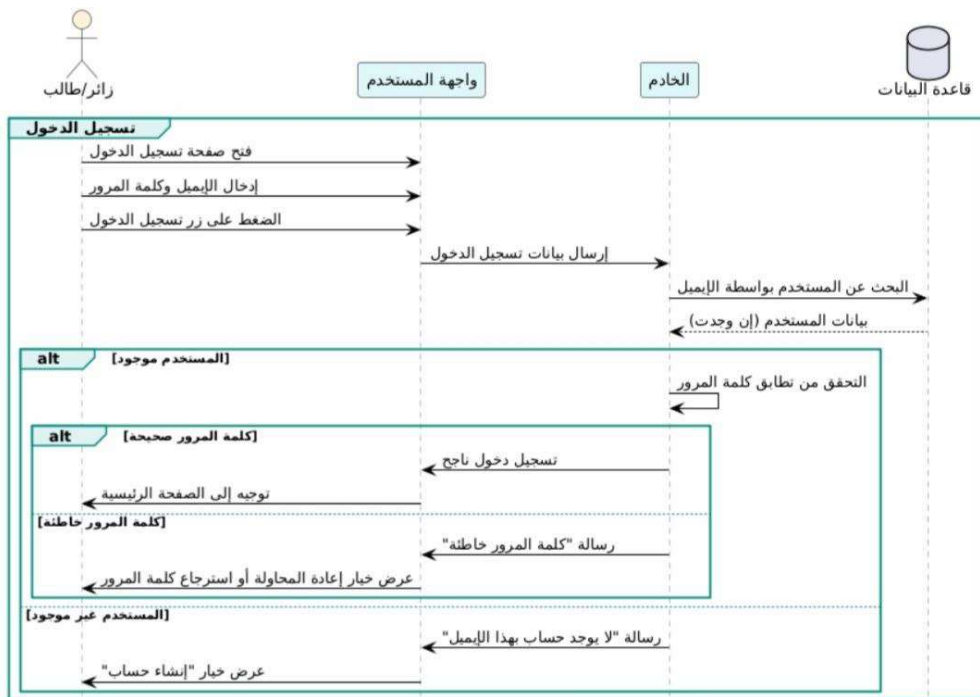 زائر/طالب
واجهة المستخدم
الخادم
قاعدة البيانات
تسجيل الدخول
فتح صفحة تسجيل الدخول
إدخال الإيميل وكلمة المرور
الضغط على زر تسجيل الدخول
إرسال بيانات تسجيل الدخول
البحث عن المستخدم بواسطة الإيميل
بيانات المستخدم (إن وجدت)
alt [المستخدم موجود]
التحقق من تطابق كلمة المرور
alt [كلمة المرور صحيحة]
تسجيل دخول ناجح
توجيه إلى الصفحة الرئيسية
[كلمة المرور خاطئة]
رسالة "كلمة المرور خاطئة"
عرض خيار إعادة المحاولة أو استرجاع كلمة المرور
[المستخدم غير موجود]
رسالة "لا يوجد حساب بهذا الإيميل"
عرض خيار "إنشاء حساب"